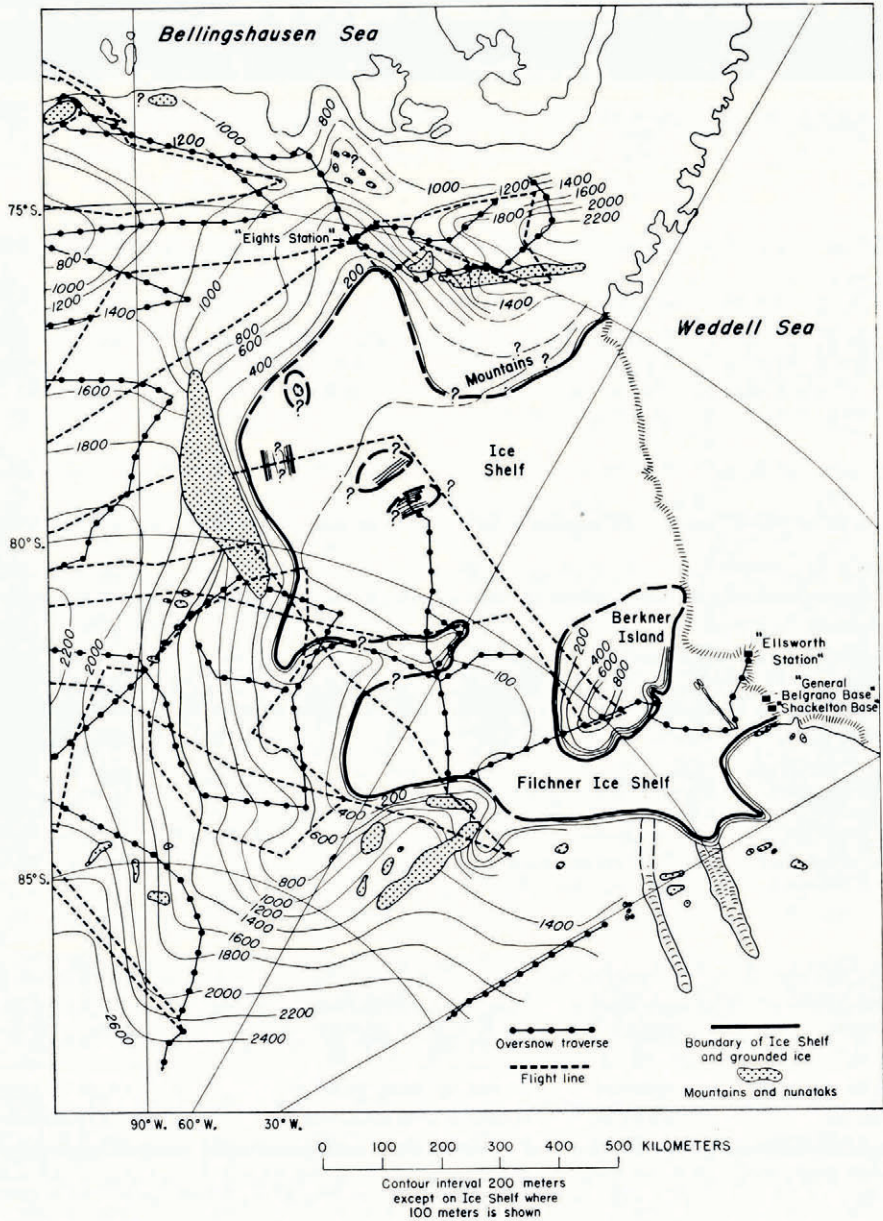 Bellingshausen Sea
1000
800
?
?
?
1200
1000
1200
1400
1600
1800
2000
2200
75°S.
"Eights Station"
800
1000
1200
1400
1000
200
1400
800
600
400
Weddell Sea
?
?
Mountains
?
?
?
1600
1800
Ice
Shelf
?
?
?
?
?
?
80°S.
2200
2000
200
400
600
800
Berkner
Island
"Ellsworth
Station"
"General
Belgrano Base"
"Shackelton Base"
?
?
100
Filchner Ice Shelf
200
400
600
85°S.
800
1000
1200
1400
1600
1800
1400
2000
2200
2600
2400
Oversnow traverse
Flight line
Boundary of Ice Shelf
and grounded ice
Mountains and nunataks
90°W. 60°W. 30°W.
0 100 200 300 400 500 KILOMETERS
Contour interval 200 meters
except on Ice Shelf where
100 meters is shown